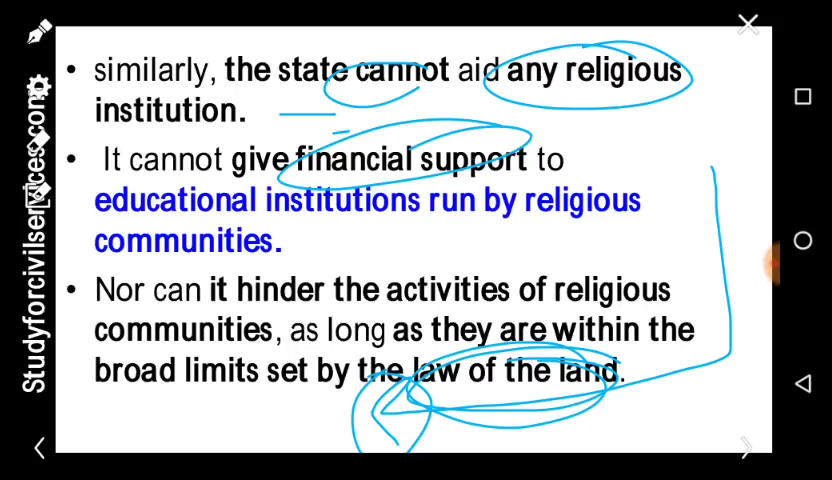 • similarly, the state cannot aid any religious
institution.
• It cannot give financial support to
educational institutions run by religious
communities.
• Nor can it hinder the activities of religious
communities, as long as they are within the
broad limits set by the law of the land.
Studyforcivilservices.com